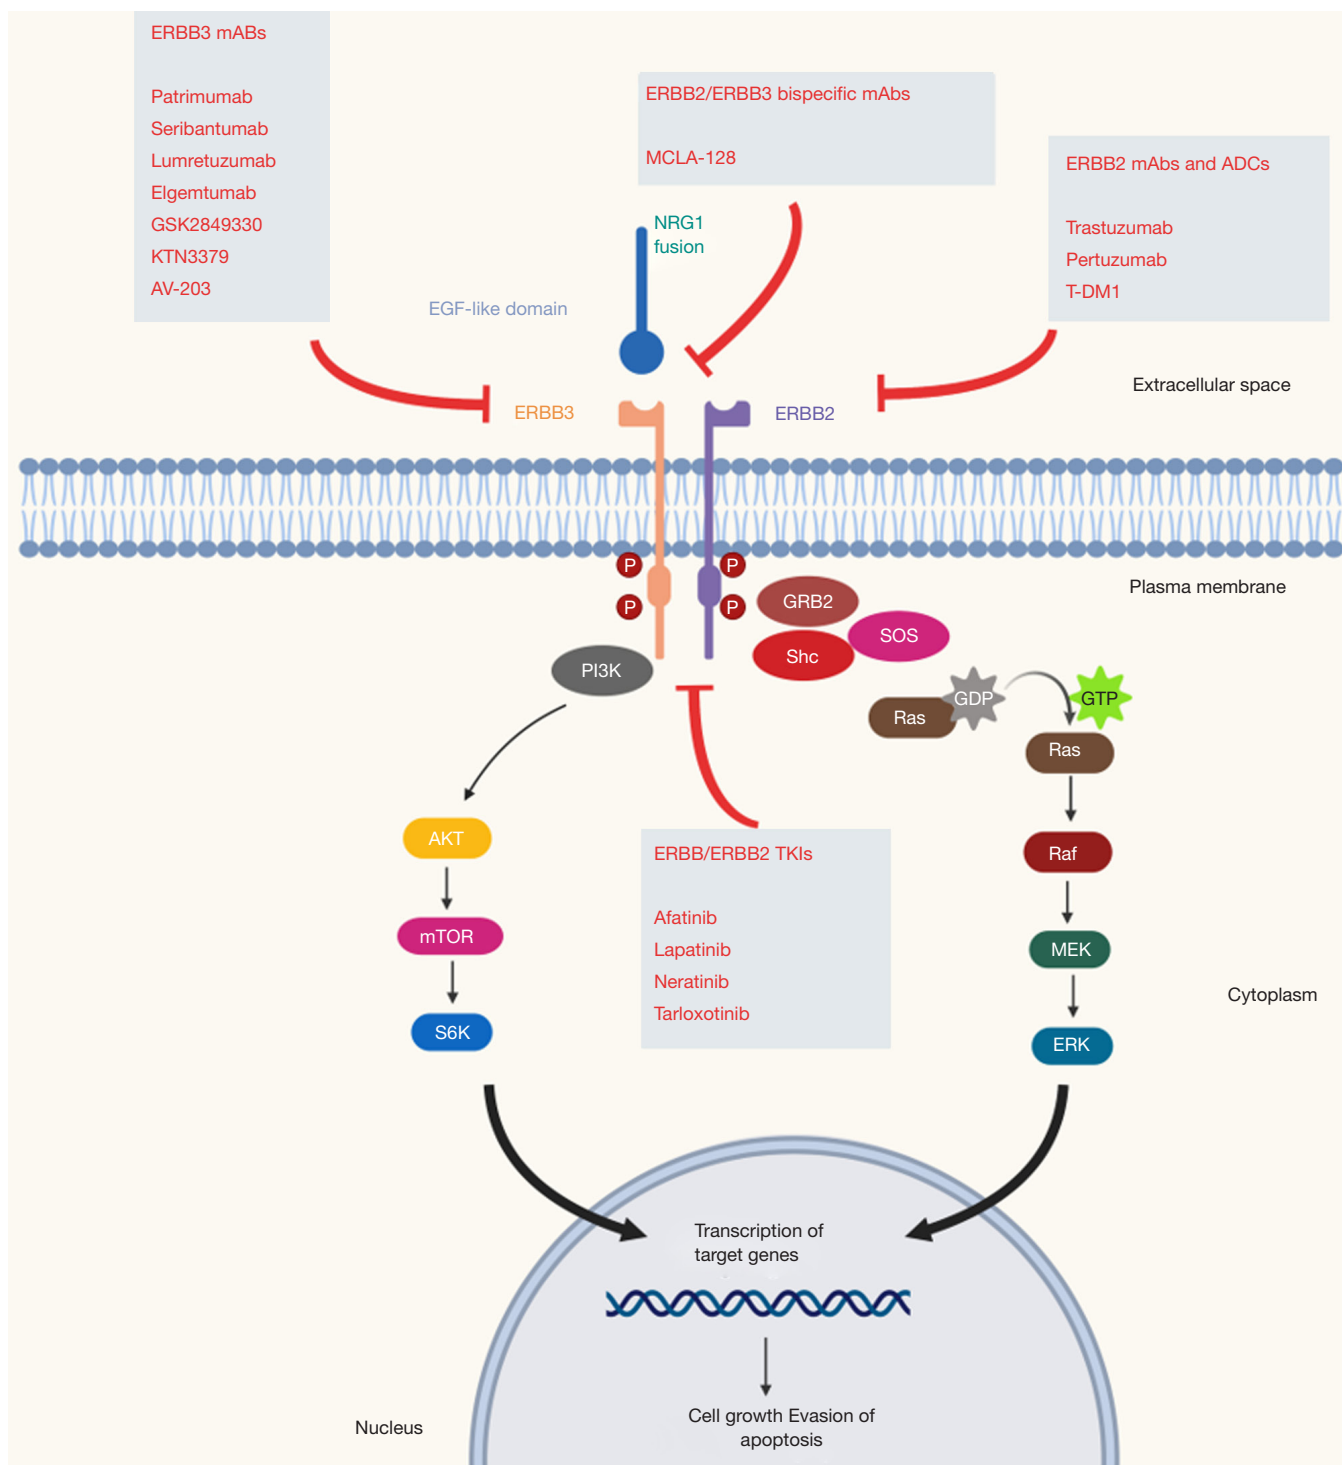 ERBB3 mABs
Patrimumab
Seribantumab
Lumretuzumab
Elgemtumab
GSK2849330
KTN3379
AV-203
ERBB2/ERBB3 bispecific mAbs
MCLA-128
ERBB2 mAbs and ADCs
Trastuzumab
Pertuzumab
T-DM1
NRG1
fusion
EGF-like domain
Extracellular space
ERBB3
ERBB2
P
P
P
P
Plasma membrane
GRB2
SOS
Shc
PI3K
GDP
GTP
Ras
Ras
AKT
Raf
mTOR
MEK
S6K
ERK
ERBB/ERBB2 TKIs
Afatinib
Lapatinib
Neratinib
Tarloxotinib
Cytoplasm
Transcription of
target genes
Cell growth Evasion of
apoptosis
Nucleus